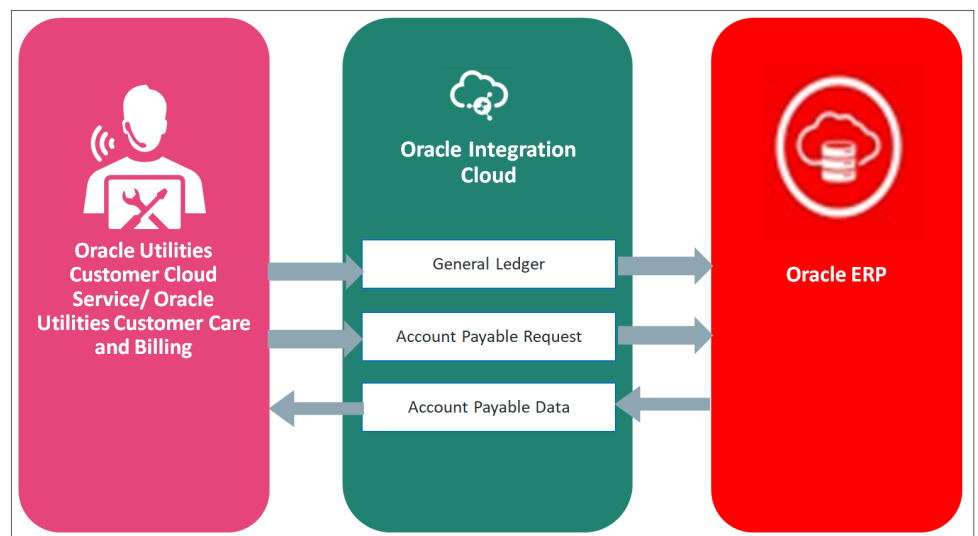 Oracle Utilities
Customer Cloud
Service/ Oracle
Utilities Customer Care
and Billing
Oracle Integration
Cloud
General Ledger
Account Payable Request
Account Payable Data
Oracle ERP